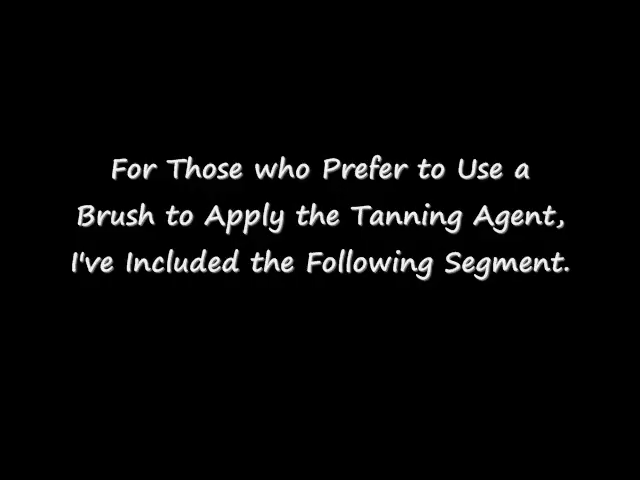 For Those who Prefer to Use a
Brush to Apply the Tanning Agent,
I've Included the Following Segment.